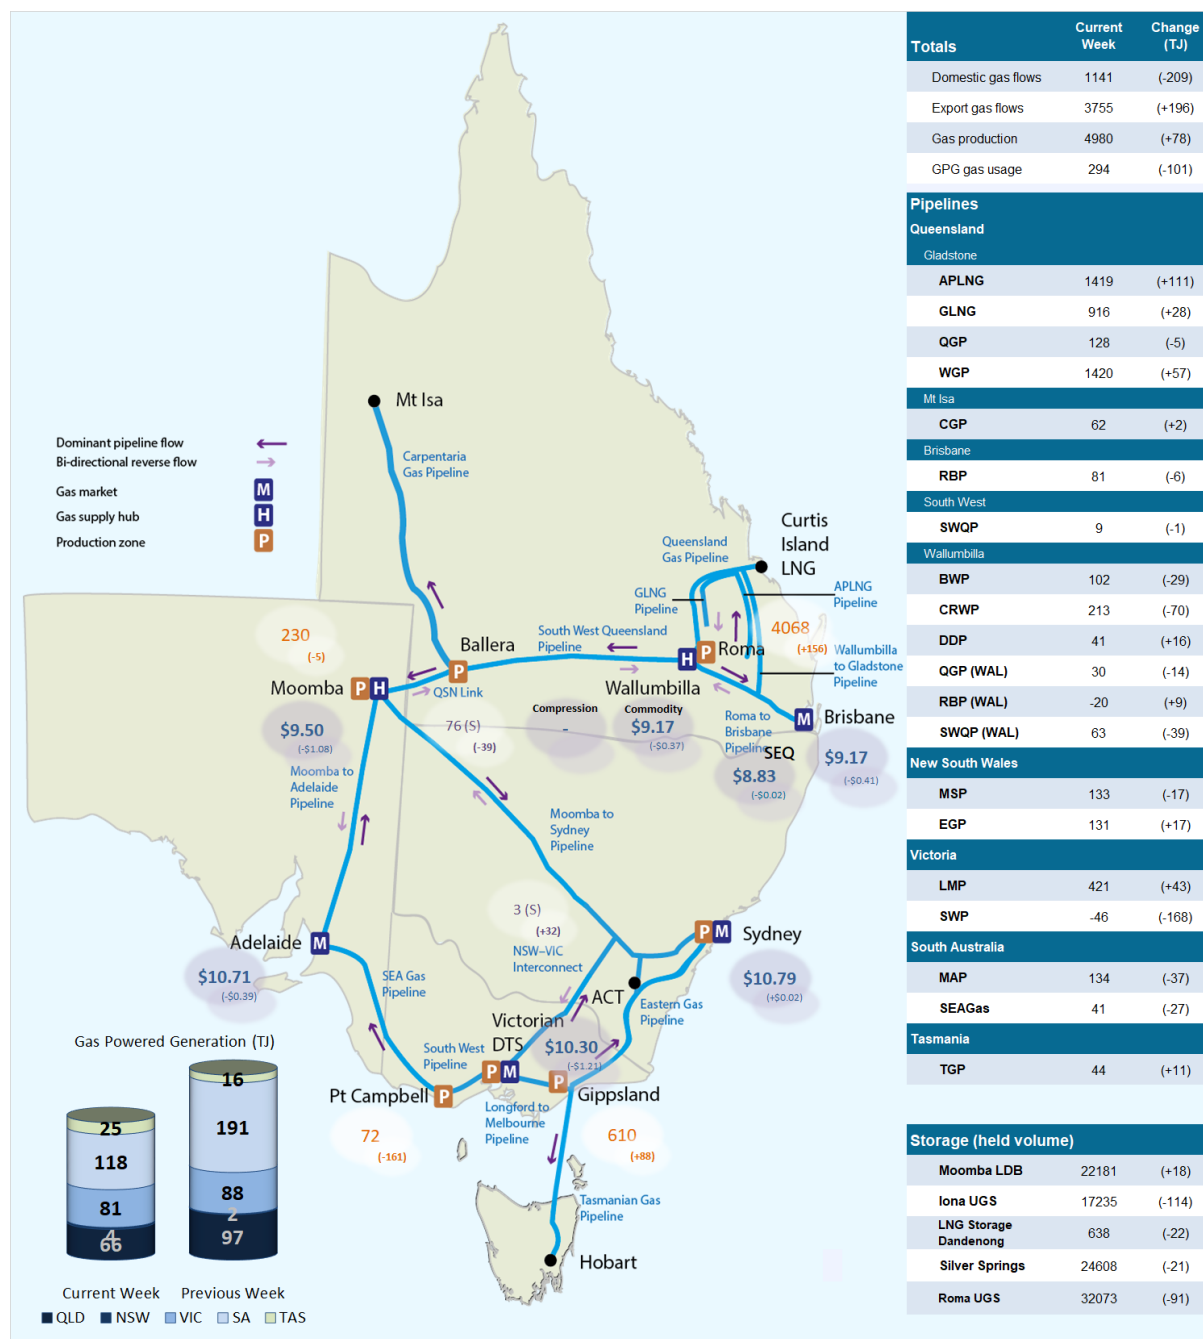 Totals Current Week Change (TJ)
Domestic gas flows 1141 (-209)
Export gas flows 3755 (+196)
Gas production 4980 (+78)
GPG gas usage 294 (-101)
Pipelines
Queensland
Gladstone
APLNG 1419 (+111)
GLNG 916 (+28)
QGP 128 (-5)
WGP 1420 (+57)
Mt Isa
CGP 62 (+2)
Brisbane
RBP 81 (-6)
South West
SWQP 9 (-1)
Wallumbilla
BWP 102 (-29)
CRWP 213 (-70)
DDP 41 (+16)
QGP (WAL) 30 (-14)
RBP (WAL) -20 (+9)
SWQP (WAL) 63 (-39)
New South Wales
MSP 133 (-17)
EGP 131 (+17)
Victoria
LMP 421 (+43)
SWP -46 (-168)
South Australia
MAP 134 (-37)
SEAGas 41 (-27)
Tasmania
TGP 44 (+11)
Storage (held volume)
Moomba LDB 22181 (+18)
Iona UGS 17235 (-114)
LNG Storage
Dandenong 638 (-22)
Silver Springs 24608 (-21)
Roma UGS 32073 (-91)
Mt Isa
Dominant pipeline flow
Bi-directional reverse flow
Gas market M
Gas supply hub H
Production zone P
Carpentaria
Gas Pipeline
Curtis
Island
LNG
Queensland
Gas Pipeline
GLNG
Pipeline
APLNG
Pipeline
4068
(+156)
Wallumbilla
to Gladstone
Pipeline
230
(-5)
Ballera
P
South West Queensland
Pipeline
H P Roma
Wallumbilla
Moomba P H
QSN Link
M Brisbane
$9.50
(-$1.08)
76 (S)
(-39)
Compression
-
Commodity
$9.17
(-$0.37)
Roma to
Brisbane
Pipeline
SEQ
$8.83
(-$0.02)
$9.17
(-$0.41)
Moomba to
Adelaide
Pipeline
Moomba to
Sydney
Pipeline
3 (S)
(+32)
NSW–VIC
Interconnect
Adelaide M
$10.71
(-$0.39)
P M Sydney
$10.79
(+$0.02)
SEA Gas
Pipeline
ACT
Eastern Gas
Pipeline
Victorian
DTS
P M
$10.30
(-$1.21)
South West
Pipeline
P
Gippsland
Pt Campbell P
Longford to
Melbourne
Pipeline
72
(-161)
610
(+88)
Tasmanian Gas
Pipeline
Hobart
Gas Powered Generation (TJ)
25
118
81
4
66
16
191
88
2
97
Current Week Previous Week
QLD NSW VIC SA TAS